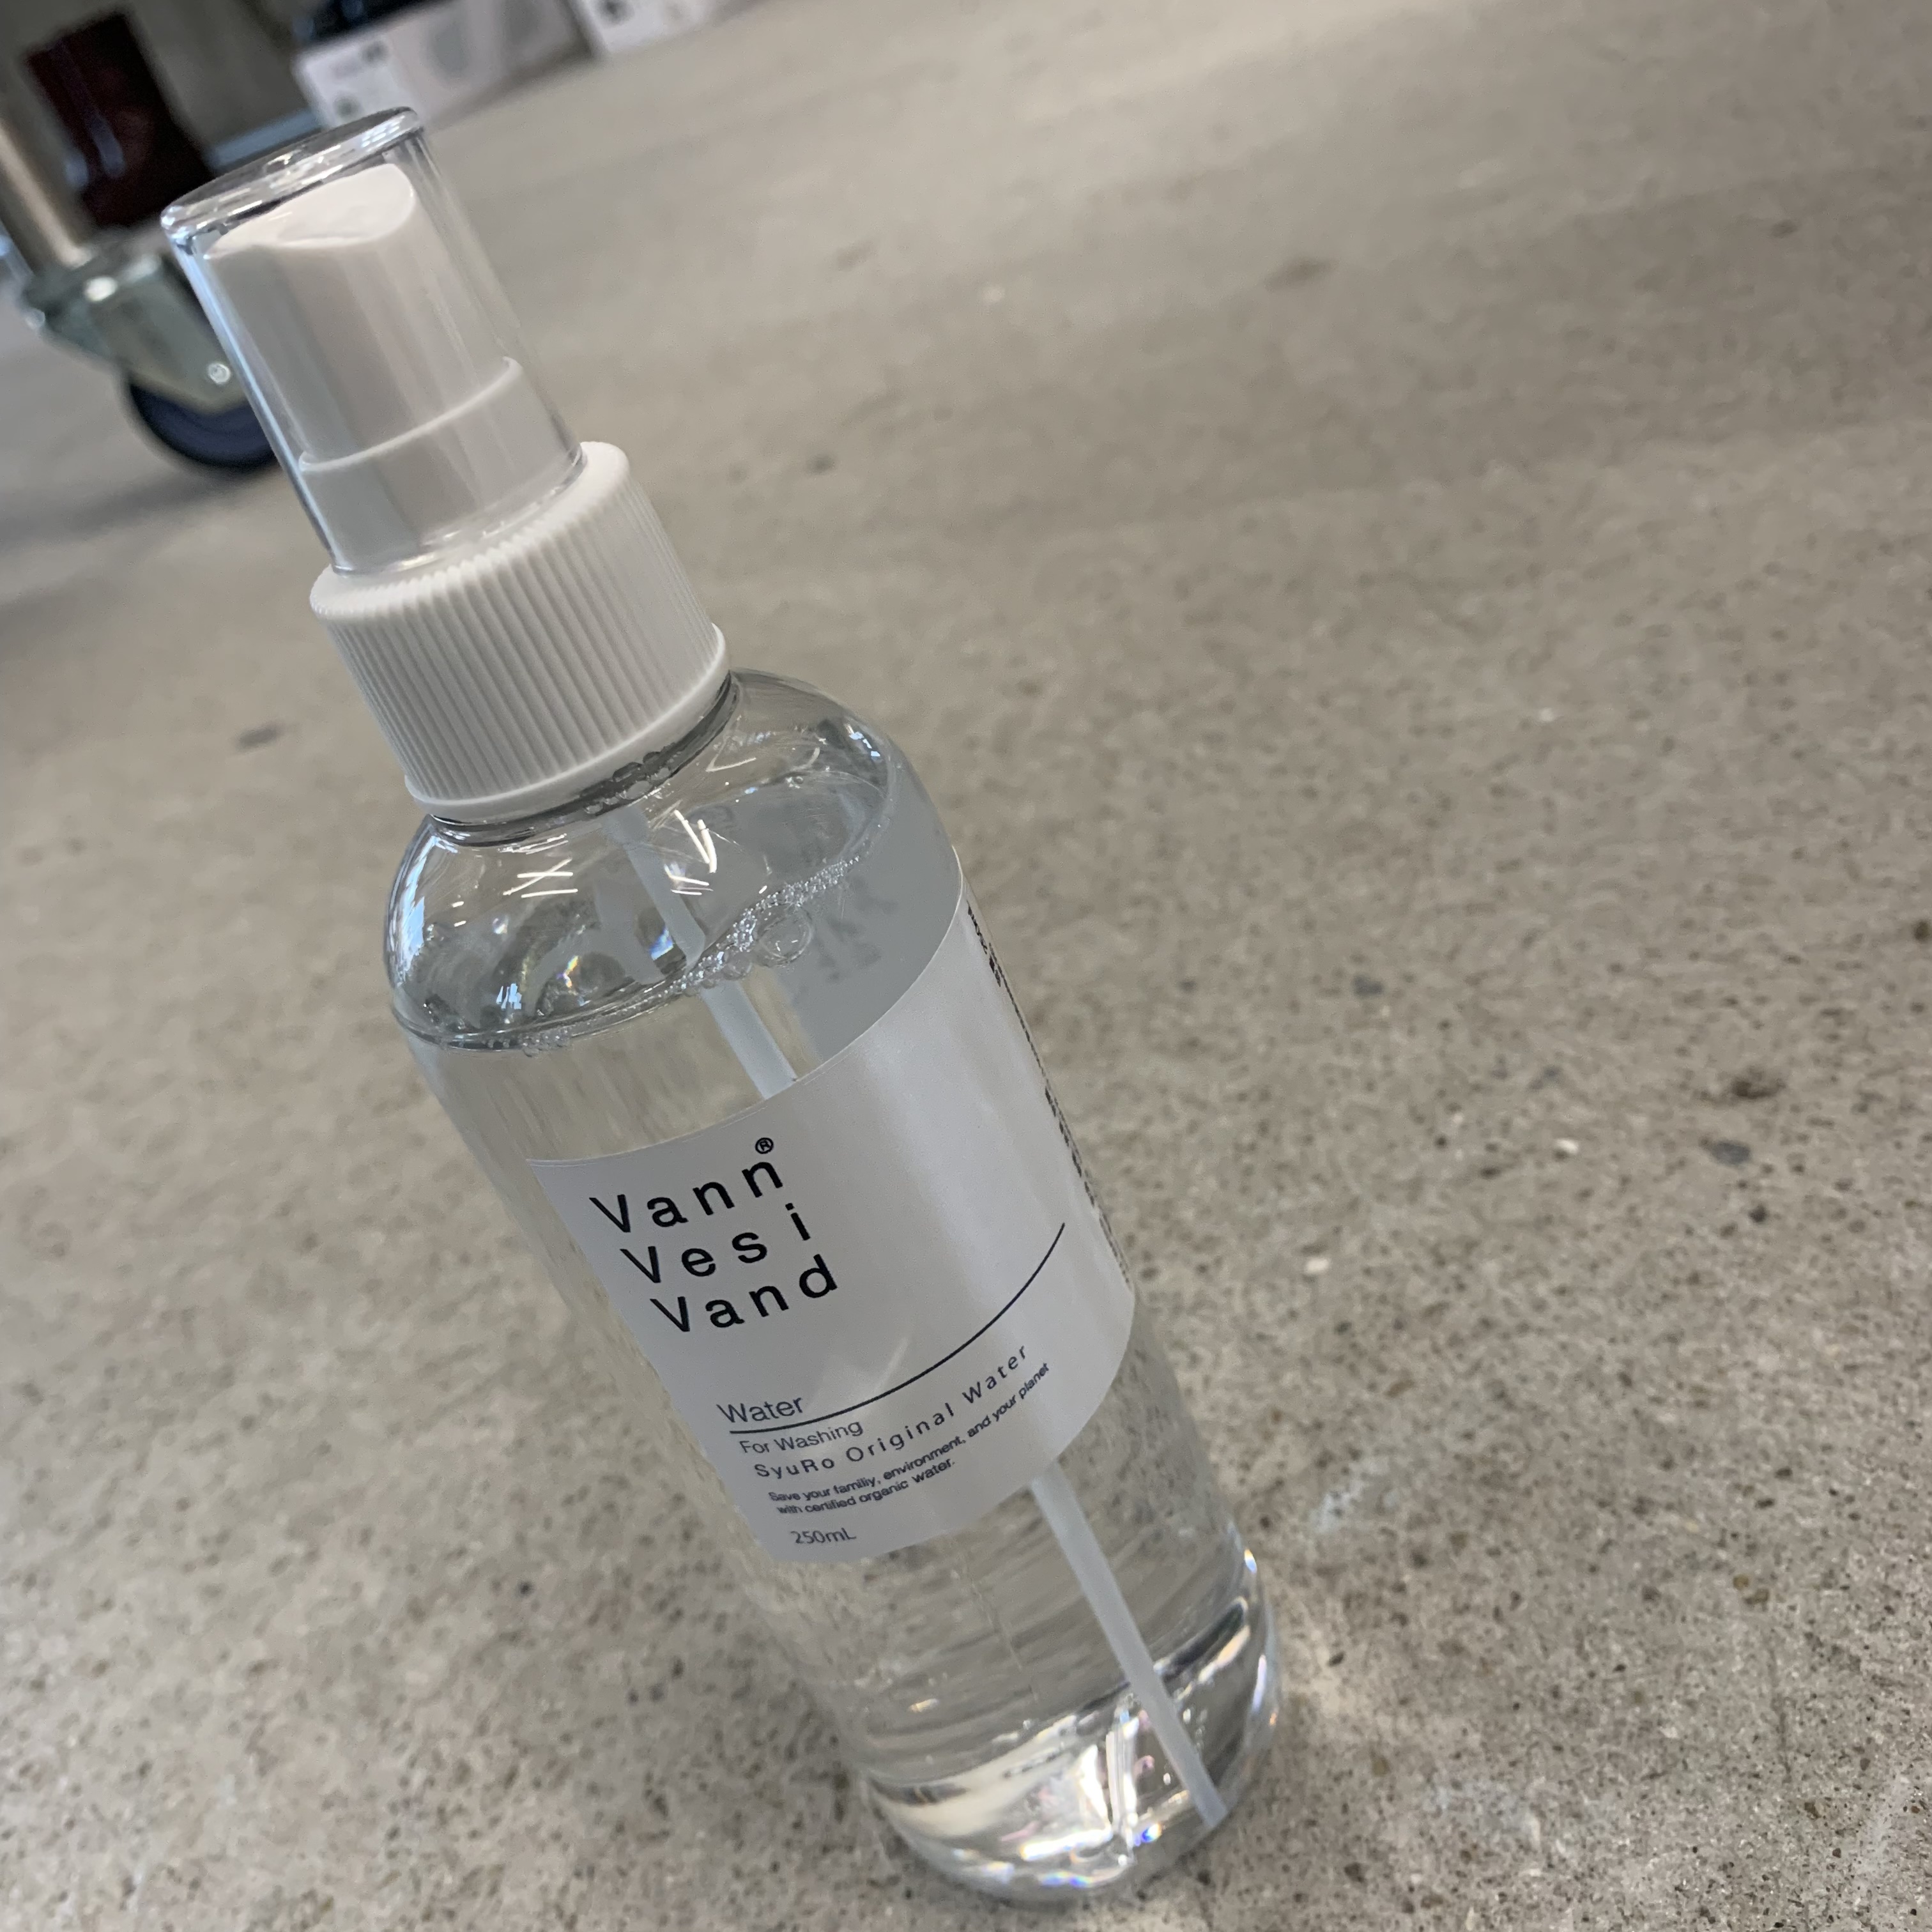 Vann®
Vesi
Vand
Water
For Washing
SyuRo Original Water
Save your familiy, environment, and your planet
with certified organic water.
250mL